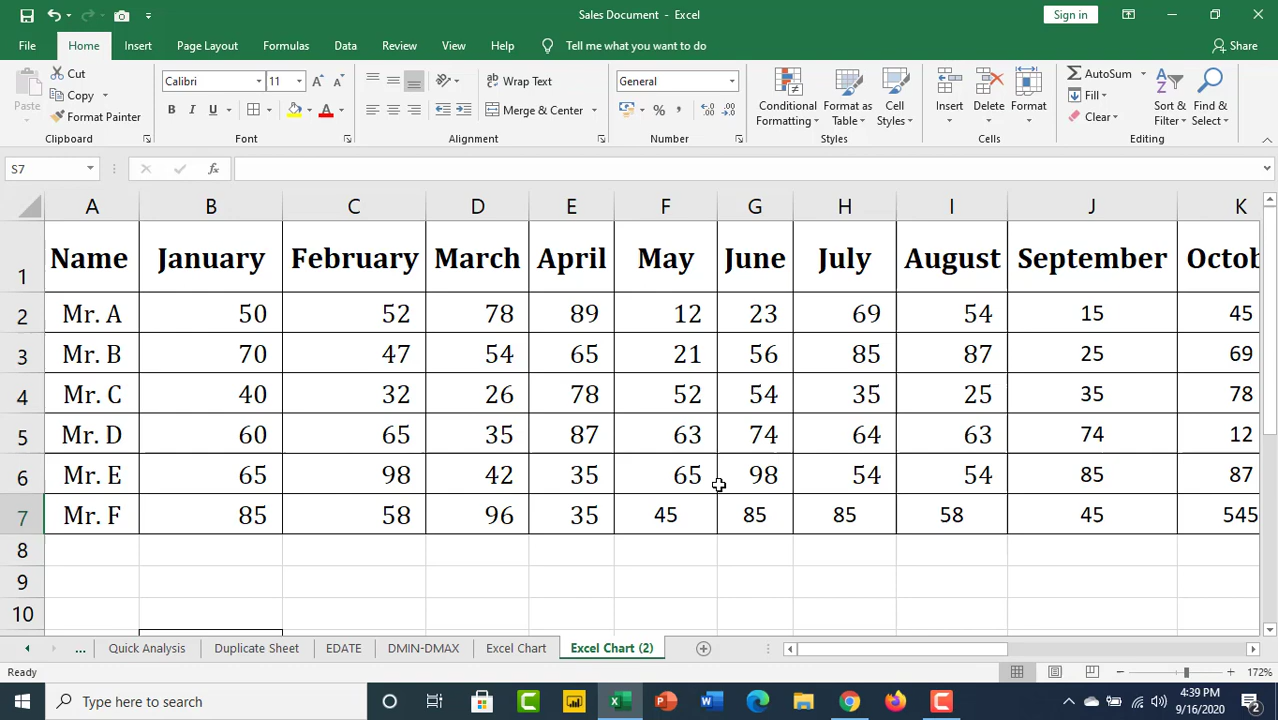 Sales Document - Excel
Sign in
File Home Insert Page Layout Formulas Data Review View Help Tell me what you want to do Share
Paste
Cut
Copy
Format Painter
Clipboard
Calibri 11
B I U
Font
Wrap Text
Merge & Center
Alignment
General
Number
Conditional Formatting
Format as Table
Cell Styles
Styles
Insert
Delete
Format
Cells
AutoSum
Fill
Clear
Sort & Filter
Find & Select
Editing
S7
fx
A B C D E F G H I J K
1 Name January February March April May June July August September Octob
2 Mr. A 50 52 78 89 12 23 69 54 15 45
3 Mr. B 70 47 54 65 21 56 85 87 25 69
4 Mr. C 40 32 26 78 52 54 35 25 35 78
5 Mr. D 60 65 35 87 63 74 64 63 74 12
6 Mr. E 65 98 42 35 65 98 54 54 85 87
7 Mr. F 85 58 96 35 45 85 85 58 45 545
8
9
10
... Quick Analysis Duplicate Sheet EDATE DMIN-DMAX Excel Chart Excel Chart (2)
Ready
172%
Type here to search
4:39 PM
9/16/2020
2